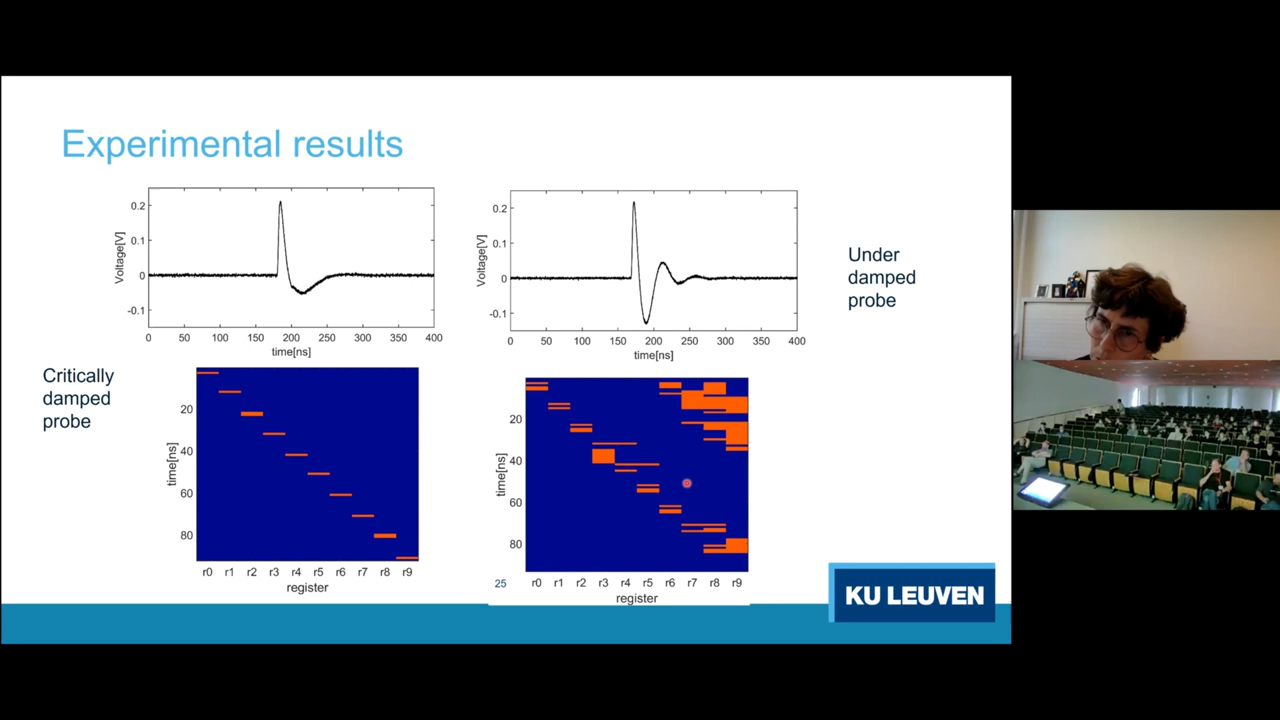 Experimental results
Voltage[V]
0.2
0.1
0
-0.1
0 50 100 150 200 250 300 350 400
time[ns]
Voltage[V]
0.2
0.1
0
-0.1
0 50 100 150 200 250 300 350 400
time[ns]
Under
damped
probe
Critically
damped
probe
time[ns]
20
40
60
80
r0 r1 r2 r3 r4 r5 r6 r7 r8 r9
register
time[ns]
20
40
60
80
r0 r1 r2 r3 r4 r5 r6 r7 r8 r9
register
25
KU LEUVEN